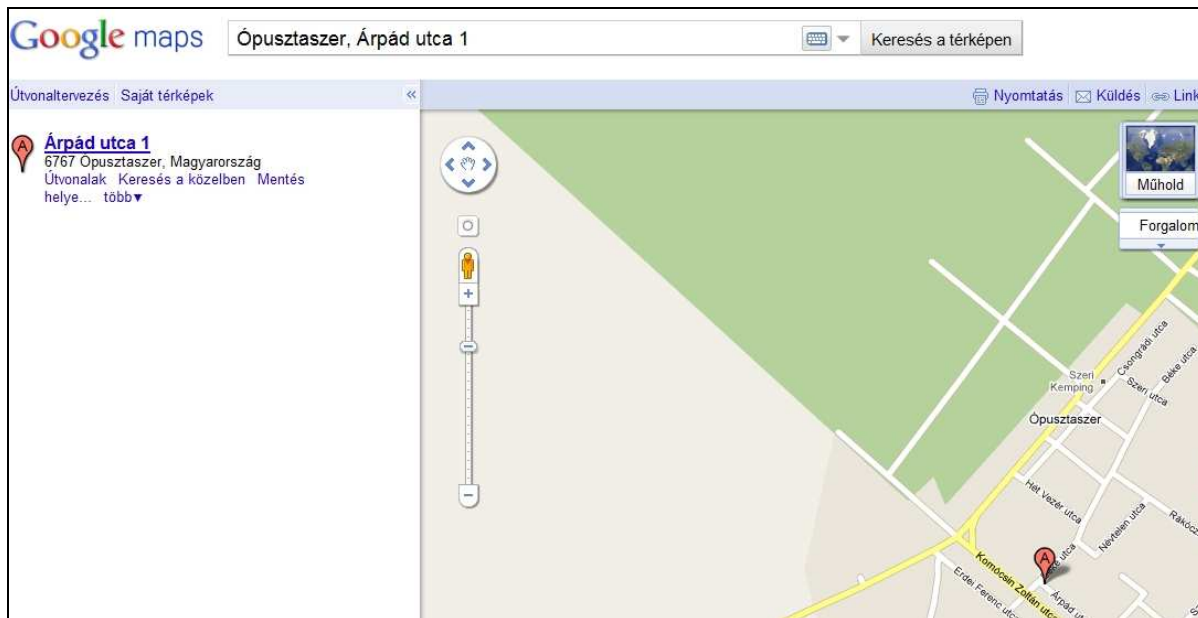 Google maps
Ópusztaszer, Árpád utca 1
Keresés a térképen
Útvonaltervezés Saját térképek «
Nyomtatás Küldés Link
A
Árpád utca 1
6767 Ópusztaszer, Magyarország
Útvonalak Keresés a közelben Mentés
helye... több▼
Műhold
Forgalom
Csongrádi utca
Béke utca
Szeri
Kemping
Szeri utca
Ópusztaszer
Hét Vezér utca
Névtelen utca
Rákócz
A
utca
Komócsin Zoltán utca
Erdei Ferenc utca
Árpád u